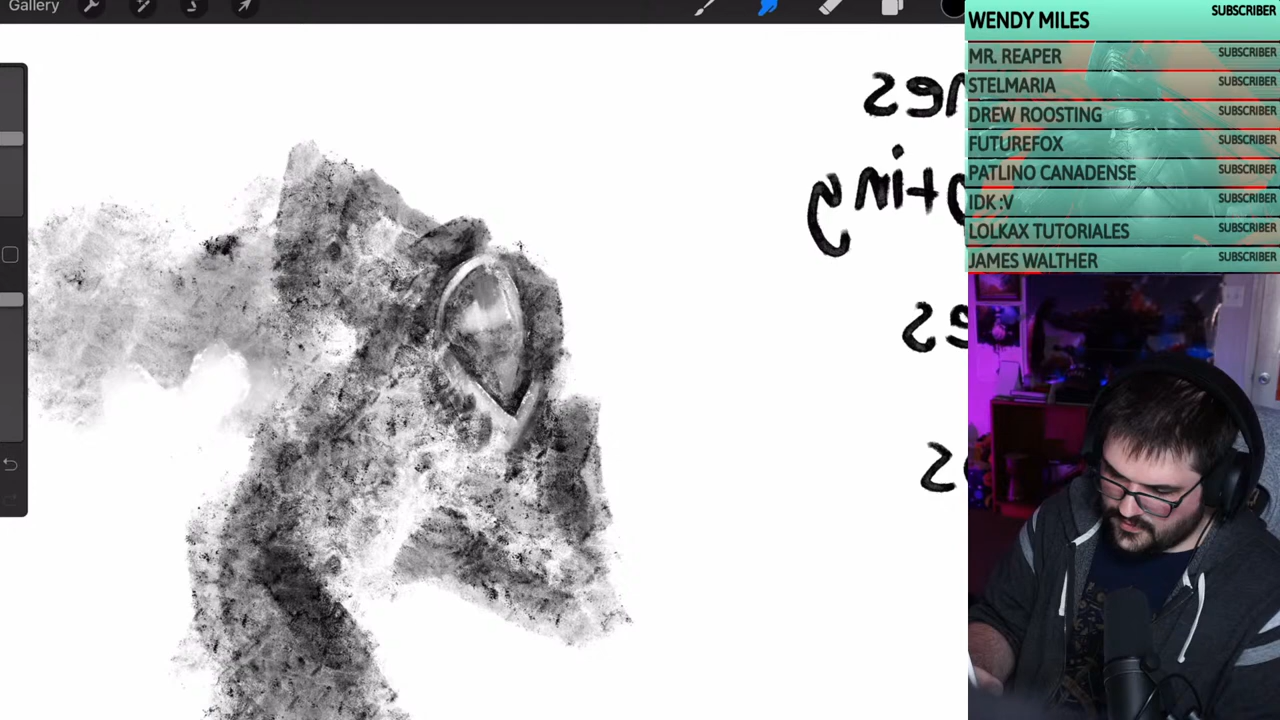 Gallery
WENDY MILES SUBSCRIBER
MR. REAPER SUBSCRIBER
STELMARIA SUBSCRIBER
DREW ROOSTING SUBSCRIBER
FUTUREFOX SUBSCRIBER
PATLINO CANADENSE SUBSCRIBER
IDK :V SUBSCRIBER
LOLKAX TUTORIALES SUBSCRIBER
JAMES WALTHER SUBSCRIBER